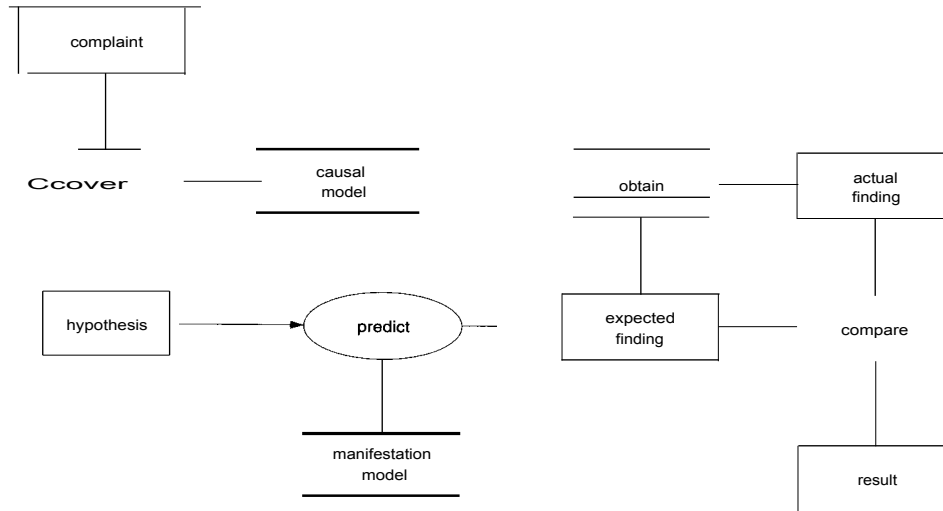 complaint
Ccover
causal
model
obtain
actual
finding
hypothesis
predict
expected
finding
compare
manifestation
model
result